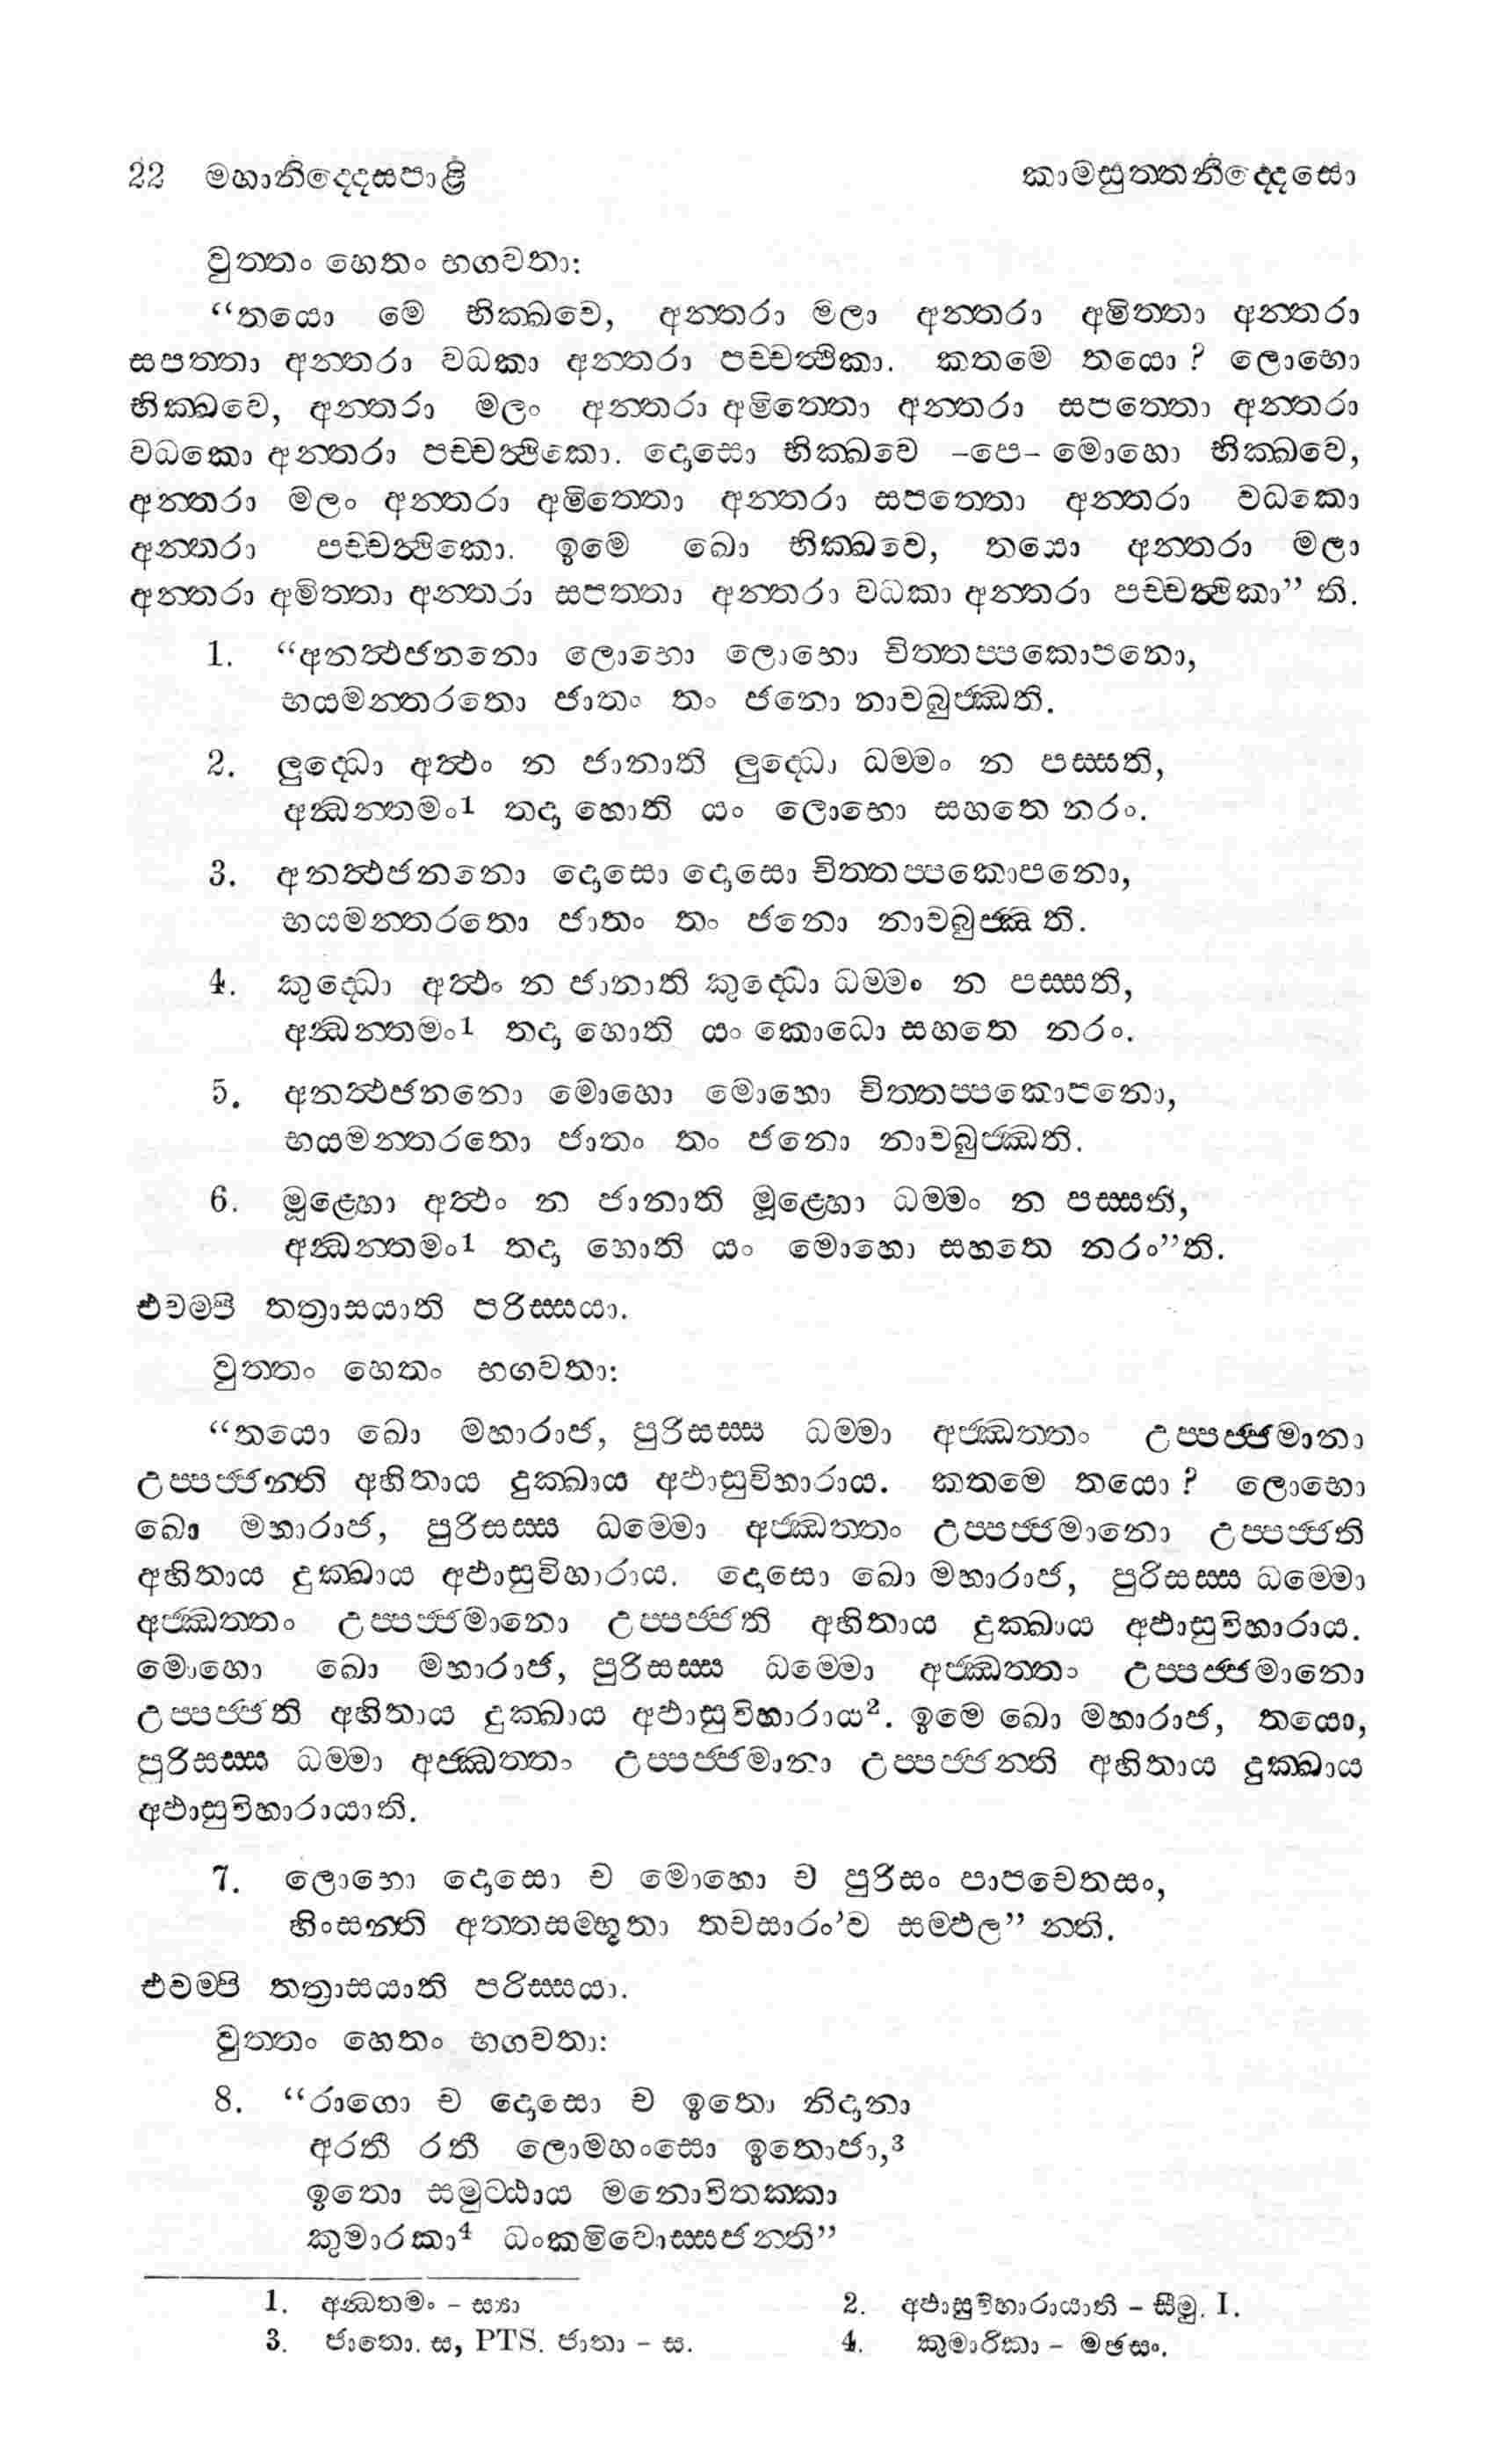 22 මහානිද්දෙසපාළි කාමසුත්තනිද්දෙසො
වුත්තං හෙතං භගවතා:
“තයො මෙ භික්ඛවෙ, අන්තරා මලා අන්තරා අමිත්තා අන්තරා
සපත්තා අන්තරා වධකා අන්තරා පච්චත්ථිකා. කතමෙ තයො ? ලොභො
භික්ඛවෙ, අන්තරා මලං අන්තරා අමිත්තො අන්තරා සපත්තො අන්තරා
වධකො අන්තරා පච්චත්ථිකො. දොසො භික්ඛවෙ –පෙ– මොහො භික්ඛවෙ,
අන්තරා මලං අන්තරා අමිත්තො අන්තරා සපත්තො අන්තරා වධකො
අන්තරා පච්චත්ථිකො. ඉමෙ ඛො භික්ඛවෙ, තයො අන්තරා මලා
අන්තරා අමිත්තා අන්තරා සපත්තා අන්තරා වධකා අන්තරා පච්චත්ථිකා” ති.
1. “අනත්ථජනනො ලොභො ලොභො චිත්තප්පකොපනො,
භයමන්තරතො ජාතං තං ජනො නාවබුජ්ඣති.
2. ලුද්ධො අත්ථං න ජානාති ලුද්ධො ධම්මං න පස්සති,
අන්ධන්තමං1 තදා හොති යං ලොභො සහතෙ නරං.
3. අනත්ථජනනො දොසො දොසො චිත්තප්පකොපනො,
භයමන්තරතො ජාතං තං ජනො නාවබුජ්ඣති.
4. කුද්ධො අත්ථං න ජානාති කුද්ධො ධම්මං න පස්සති,
අන්ධන්තමං1 තදා හොති යං කොධො සහතෙ නරං.
5. අනත්ථජනනො මොහො මොහො චිත්තප්පකොපනො,
භයමන්තරතො ජාතං තං ජනො නාවබුජ්ඣති.
6. මූළ්හො අත්ථං න ජානාති මූළ්හො ධම්මං න පස්සති,
අන්ධන්තමං1 තදා හොති යං මොහො සහතෙ නරං”ති.
එවම්පි තත්‍රාසයාති පරිස්සයා.
වුත්තං හෙතං භගවතා:
“තයො ඛො මහාරාජ, පුරිසස්ස ධම්මා අජ්ඣත්තං උප්පජ්ජමානා
උප්පජ්ජන්ති අහිතාය දුක්ඛාය අඵාසුවිහාරාය. කතමෙ තයො ? ලොභො
ඛො මහාරාජ, පුරිසස්ස ධම්මො අජ්ඣත්තං උප්පජ්ජමානො උප්පජ්ජති
අහිතාය දුක්ඛාය අඵාසුවිහාරාය. දොසො ඛො මහාරාජ, පුරිසස්ස ධම්මො
අජ්ඣත්තං උප්පජ්ජමානො උප්පජ්ජති අහිතාය දුක්ඛාය අඵාසුවිහාරාය.
මොහො ඛො මහාරාජ, පුරිසස්ස ධම්මො අජ්ඣත්තං උප්පජ්ජමානො
උප්පජ්ජති අහිතාය දුක්ඛාය අඵාසුවිහාරාය2. ඉමෙ ඛො මහාරාජ, තයො,
පුරිසස්ස ධම්මා අජ්ඣත්තං උප්පජ්ජමානා උප්පජ්ජන්ති අහිතාය දුක්ඛාය
අඵාසුවිහාරායාති.
7. ලොභො දොසො ච මොහො ච පුරිසං පාපචෙතසං,
හිංසන්ති අත්තසම්භූතා තචසාරං’ව සම්ඵල” න්ති.
එවම්පි තත්‍රාසයාති පරිස්සයා.
වුත්තං හෙතං භගවතා:
8. “රාගො ච දොසො ච ඉතො නිදානා
අරතී රතී ලොමහංසො ඉතොජා,3
ඉතො සමුට්ඨාය මනොවිතක්කා
කුමාරකා4 ධංකමිවොස්සජන්ති”
1. අන්ධතමං – ස්‍යා 2. අඵාසුවිහාරායාති – සීමු. I.
3. ජාතො. ස, PTS. ජාතා – ස. 4. කුමාරිකා – මඡසං.